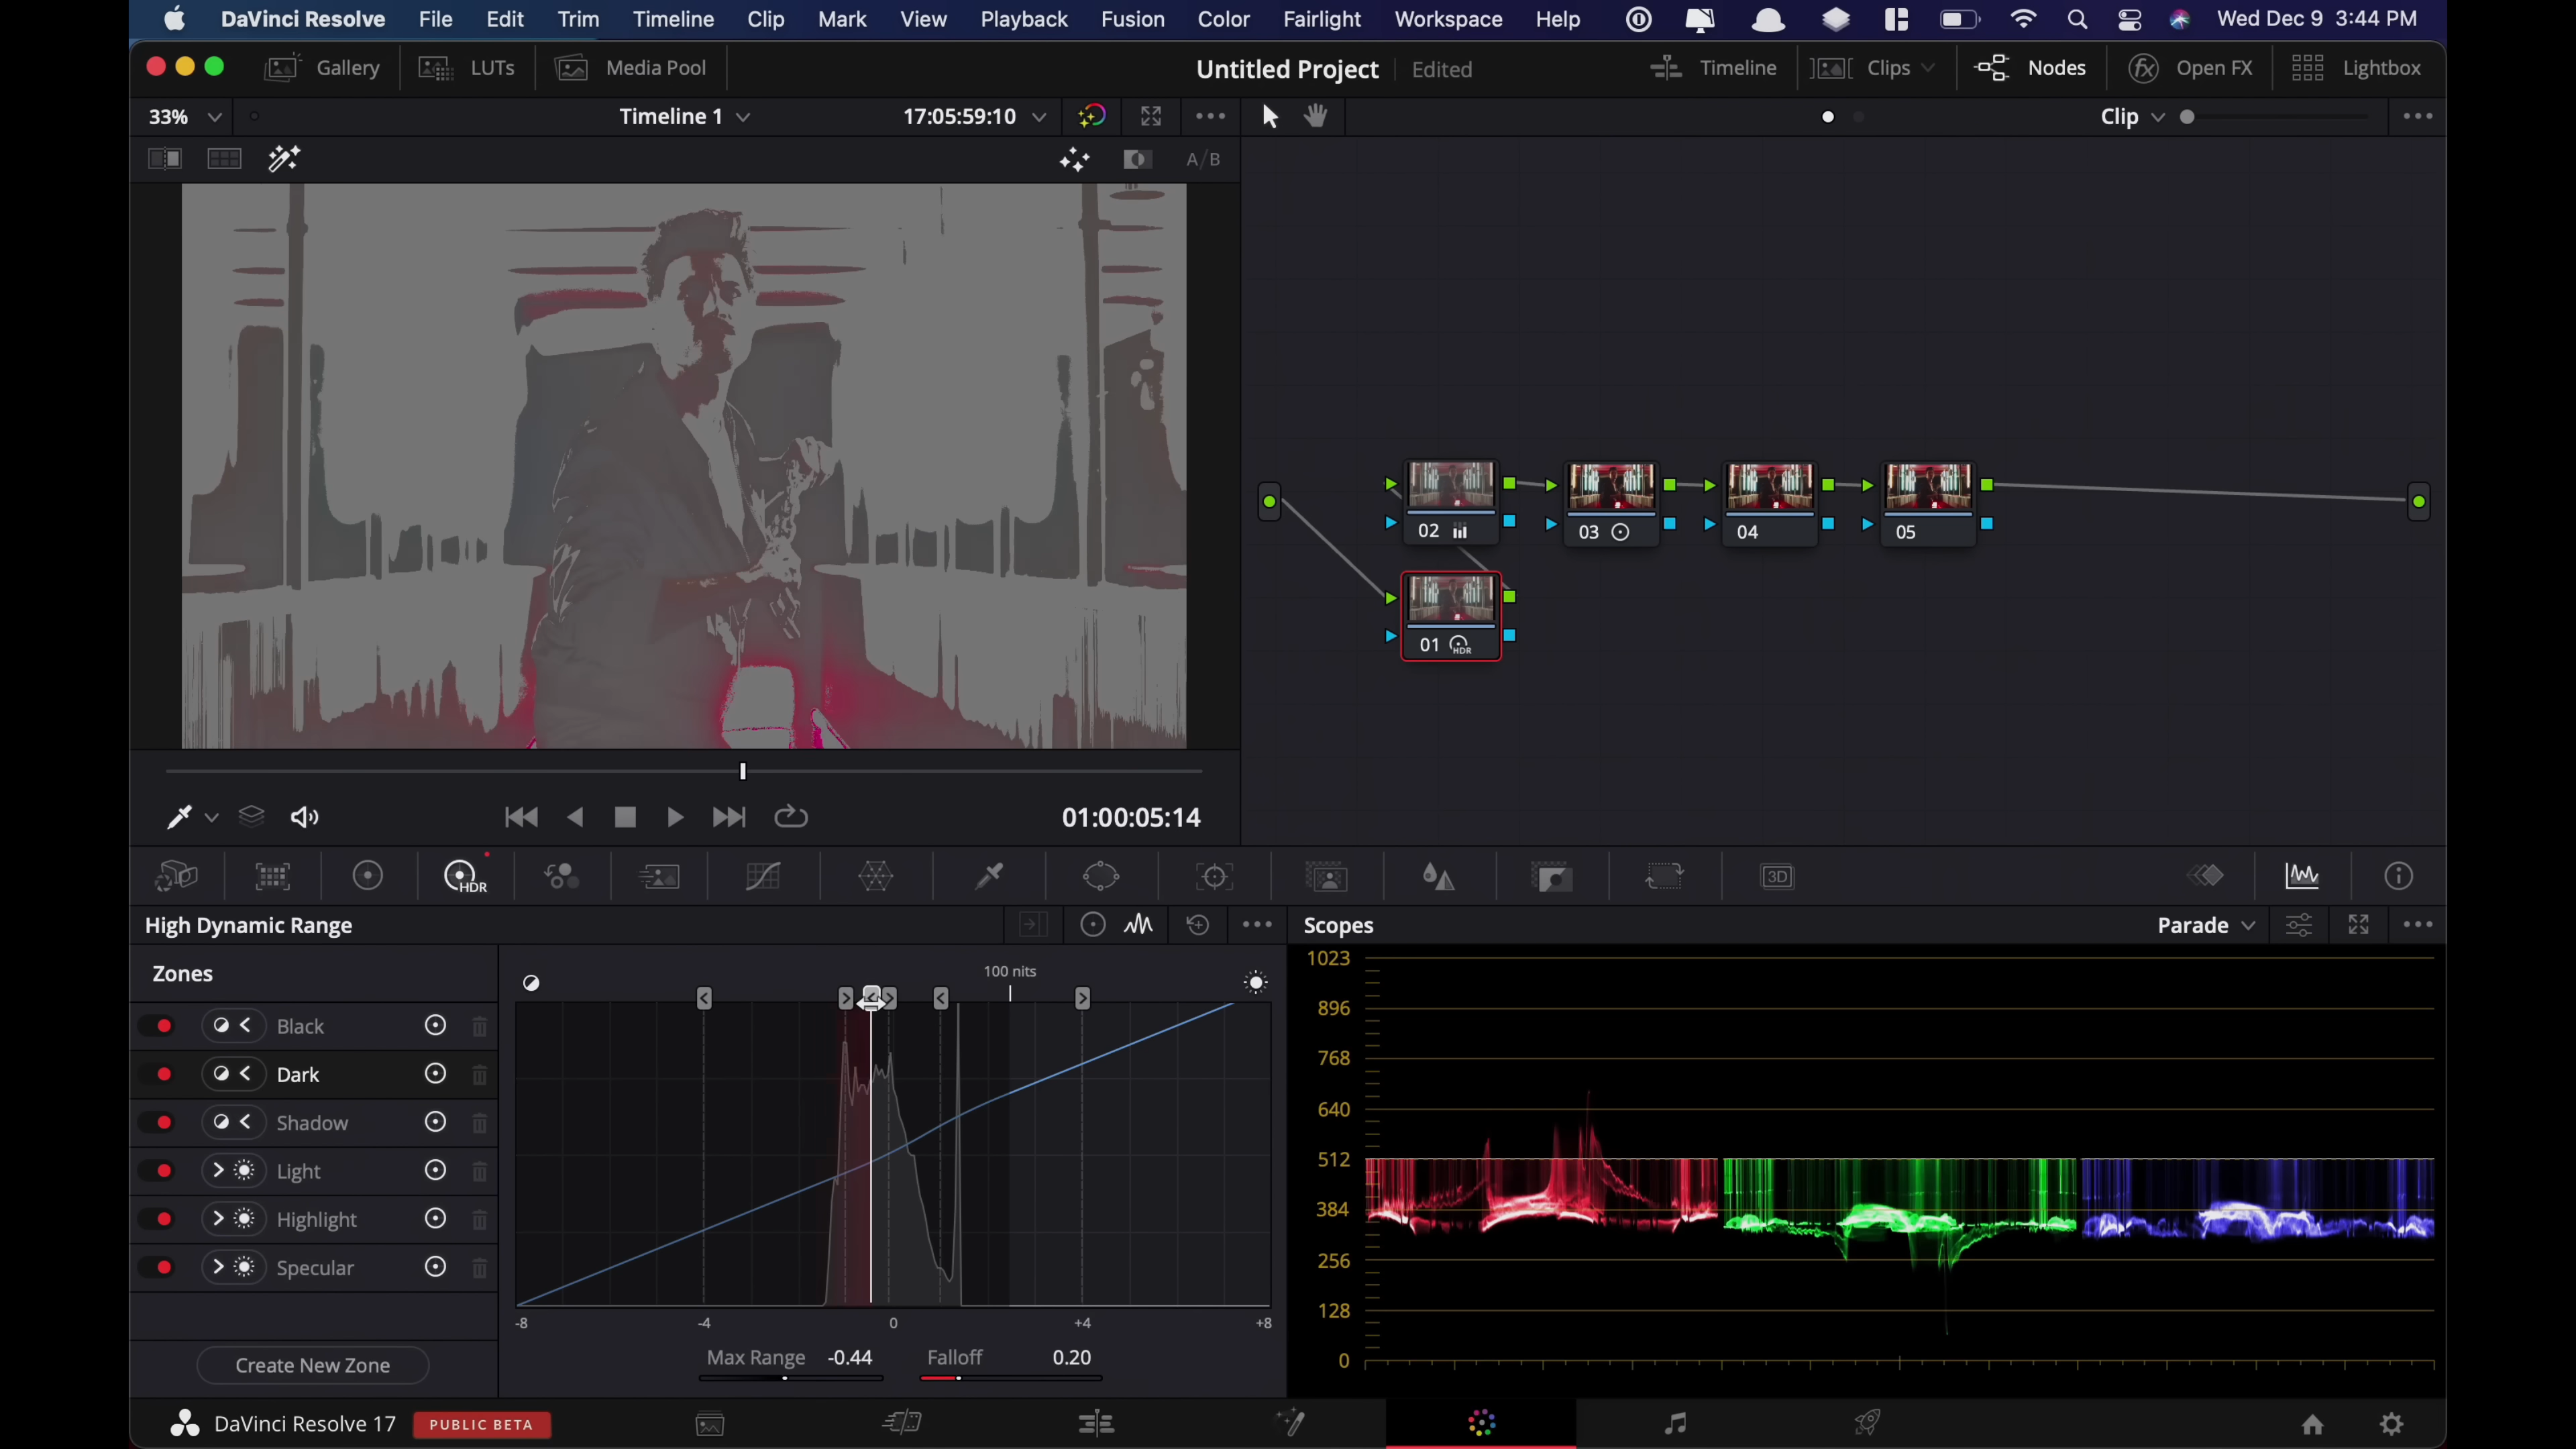 DaVinci Resolve File Edit Trim Timeline Clip Mark View Playback Fusion Color Fairlight Workspace Help Wed Dec 9 3:44 PM
Gallery LUTs Media Pool Untitled Project Edited Timeline Clips Nodes Open FX Lightbox
33% Timeline 1 17:05:59:10 Clip
A/B
02 03 04 05
01 HDR
01:00:05:14
HDR 3D
High Dynamic Range Scopes Parade
Zones
100 nits
Black
Dark
Shadow
Light
Highlight
Specular
Create New Zone
-8 -4 0 +4 +8
Max Range -0.44 Falloff 0.20
1023
896
768
640
512
384
256
128
0
DaVinci Resolve 17 PUBLIC BETA